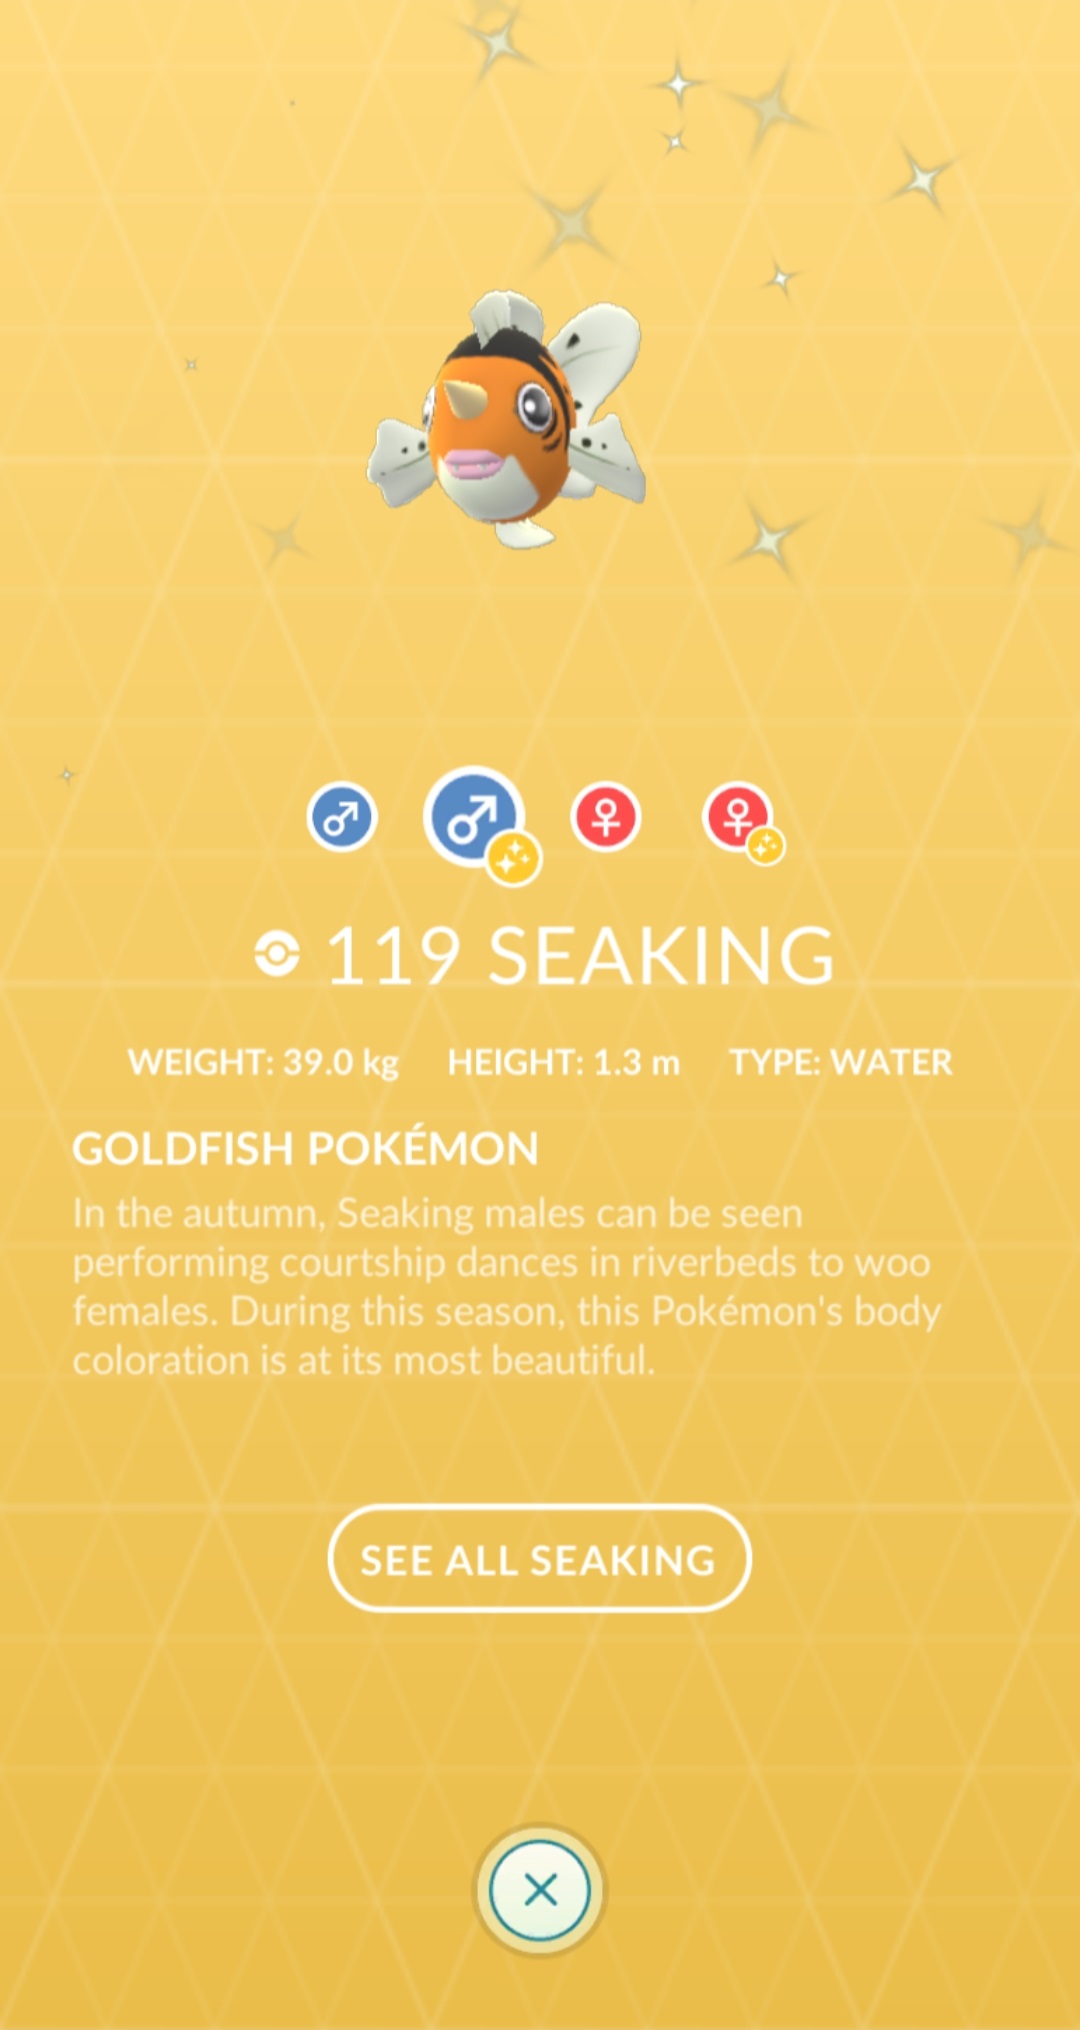 119 SEAKING
WEIGHT: 39.0 kg HEIGHT: 1.3 m TYPE: WATER
GOLDFISH POKÉMON
In the autumn, Seaking males can be seen
performing courtship dances in riverbeds to woo
females. During this season, this Pokémon's body
coloration is at its most beautiful.
SEE ALL SEAKING